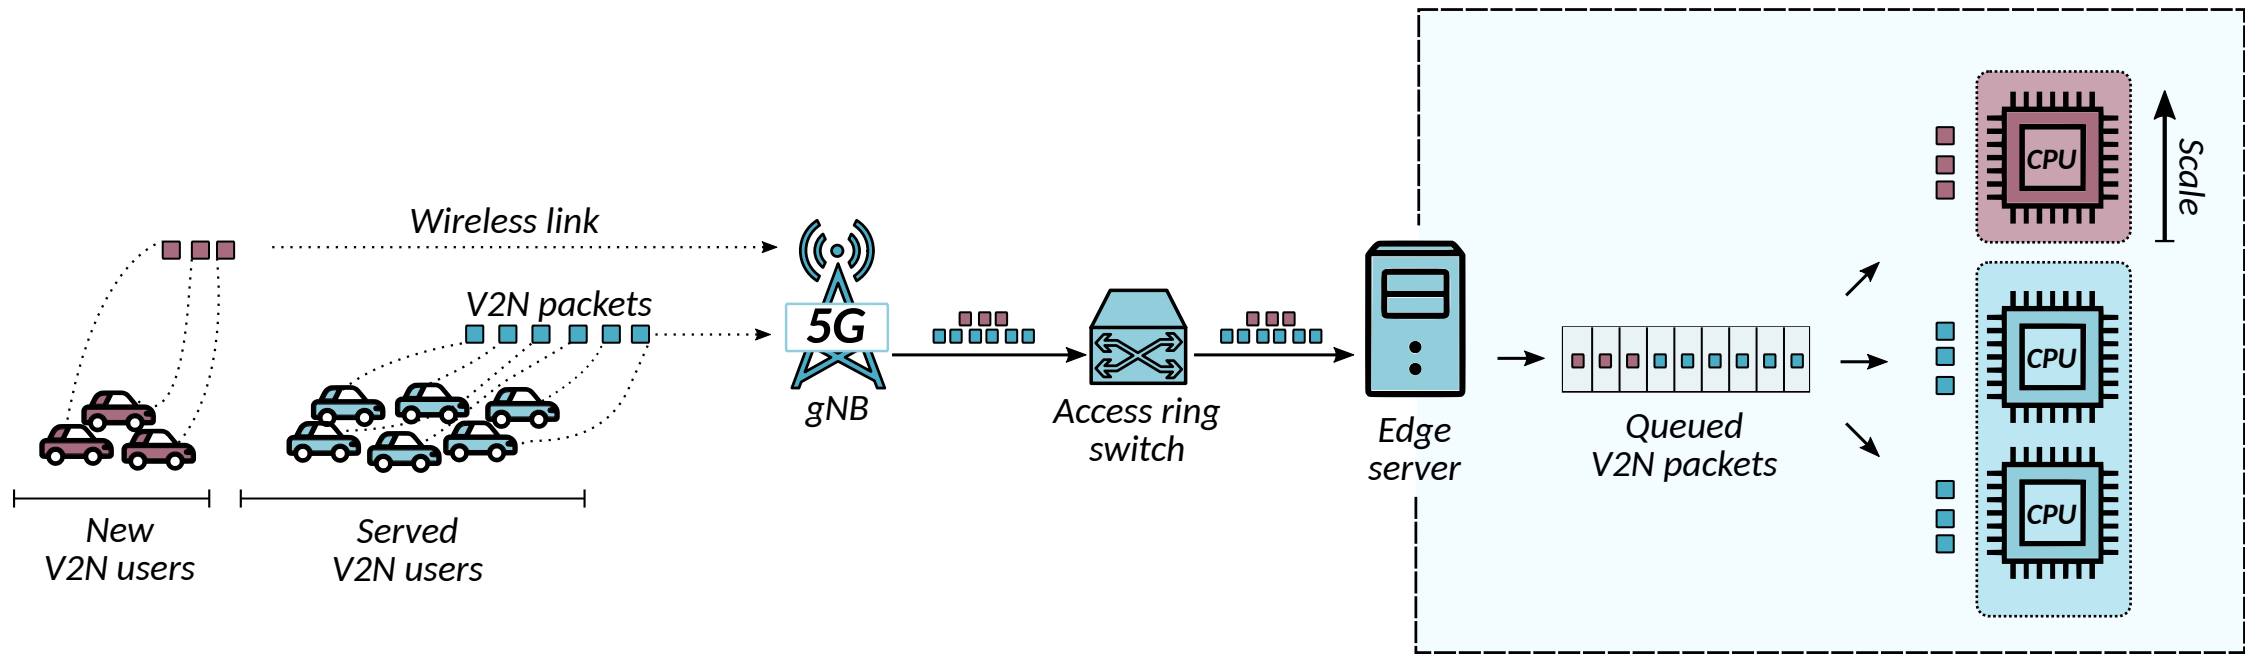 Wireless link
V2N packets
New
V2N users
Served
V2N users
5G
gNB
Access ring
switch
Edge
server
Queued
V2N packets
CPU
Scale
CPU
CPU